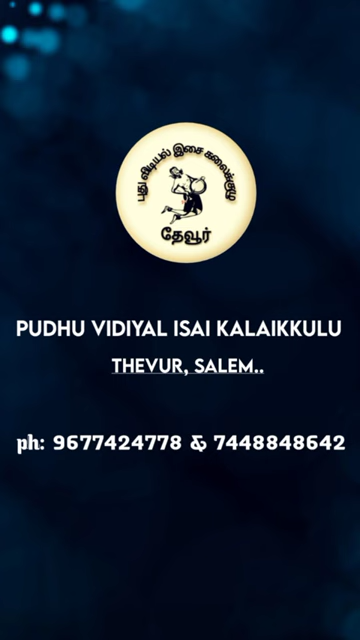 புது விடியல் இசை கலைக்குழு
தேவூர்
PUDHU VIDIYAL ISAI KALAIKKULU
THEVUR, SALEM..
ph: 9677424778 & 7448848642